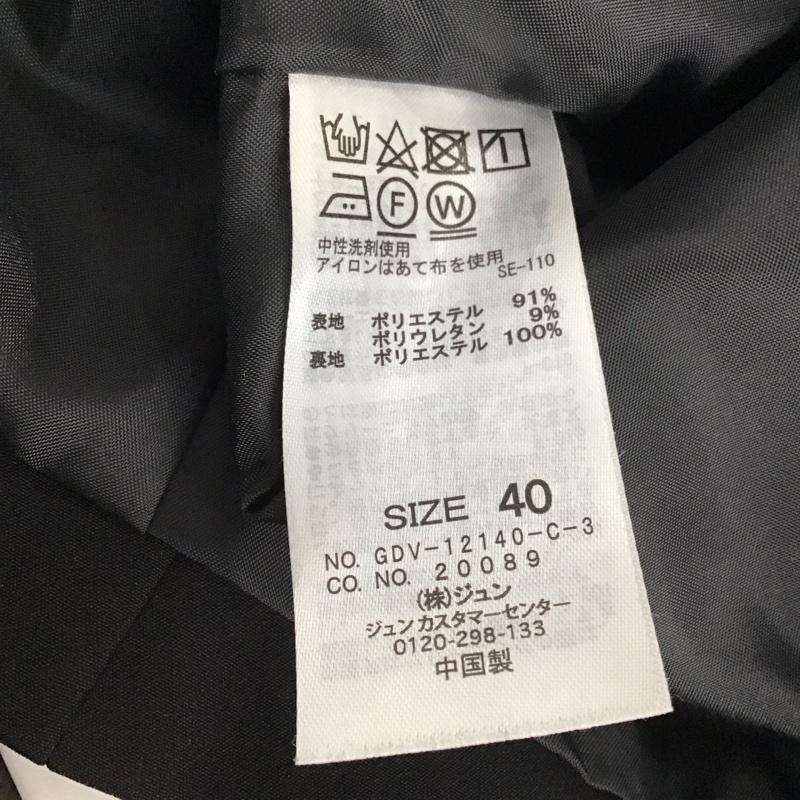 F W
中性洗剤使用
アイロンはあて布を使用 SE-110
表地 ポリエステル 91%
ポリウレタン 9%
裏地 ポリエステル 100%
SIZE 40
NO. GDV-12140-C-3
CO. NO. 20089
(株)ジュン
ジュンカスタマーセンター
0120-298-133
中国製